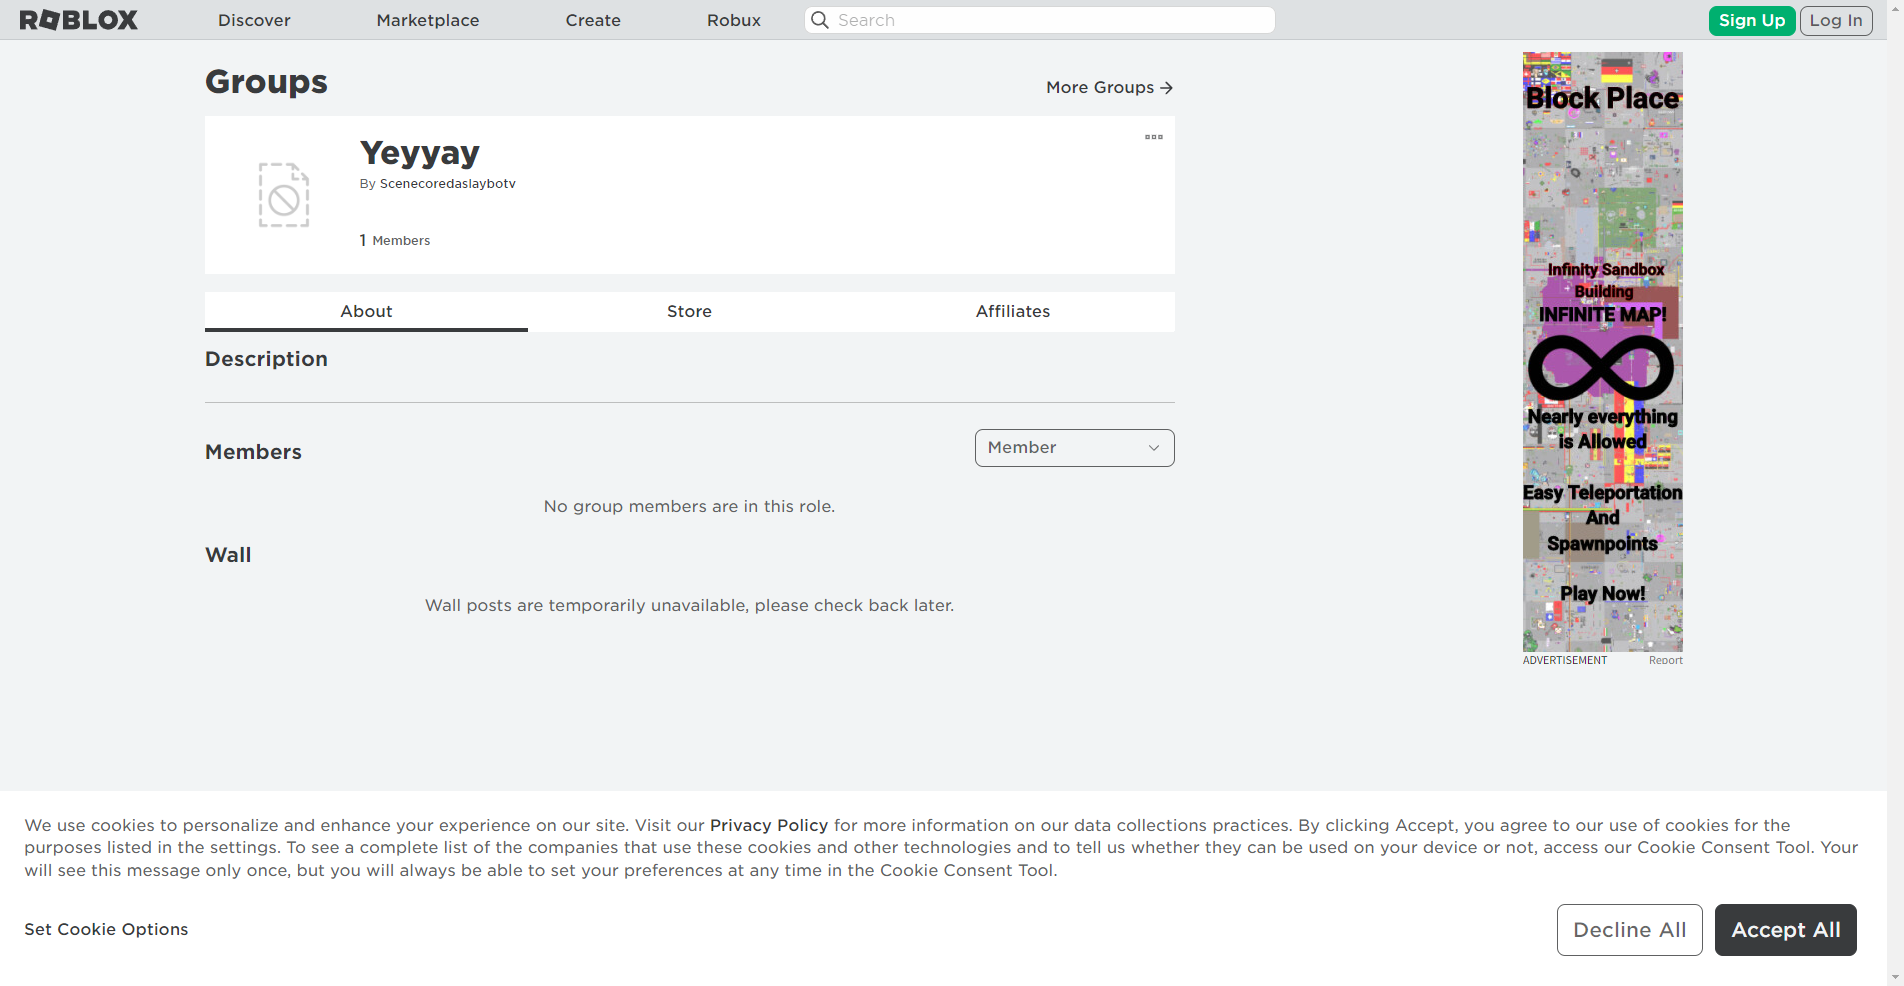 ROBLOX
Discover
Marketplace
Create
Robux
Search
Sign Up
Log In
Groups
More Groups
Yeyyay
By Scenecoredaslaybotv
1 Members
About
Store
Affiliates
Description
Members
Member
No group members are in this role.
Wall
Wall posts are temporarily unavailable, please check back later.
Block Place
Infinity Sandbox
Building
INFINITE MAP!
Nearly everything
is Allowed
Easy Teleportation
And
Spawnpoints
Play Now!
ADVERTISEMENT
Report
We use cookies to personalize and enhance your experience on our site. Visit our Privacy Policy for more information on our data collections practices. By clicking Accept, you agree to our use of cookies for the
purposes listed in the settings. To see a complete list of the companies that use these cookies and other technologies and to tell us whether they can be used on your device or not, access our Cookie Consent Tool. Your
will see this message only once, but you will always be able to set your preferences at any time in the Cookie Consent Tool.
Set Cookie Options
Decline All
Accept All